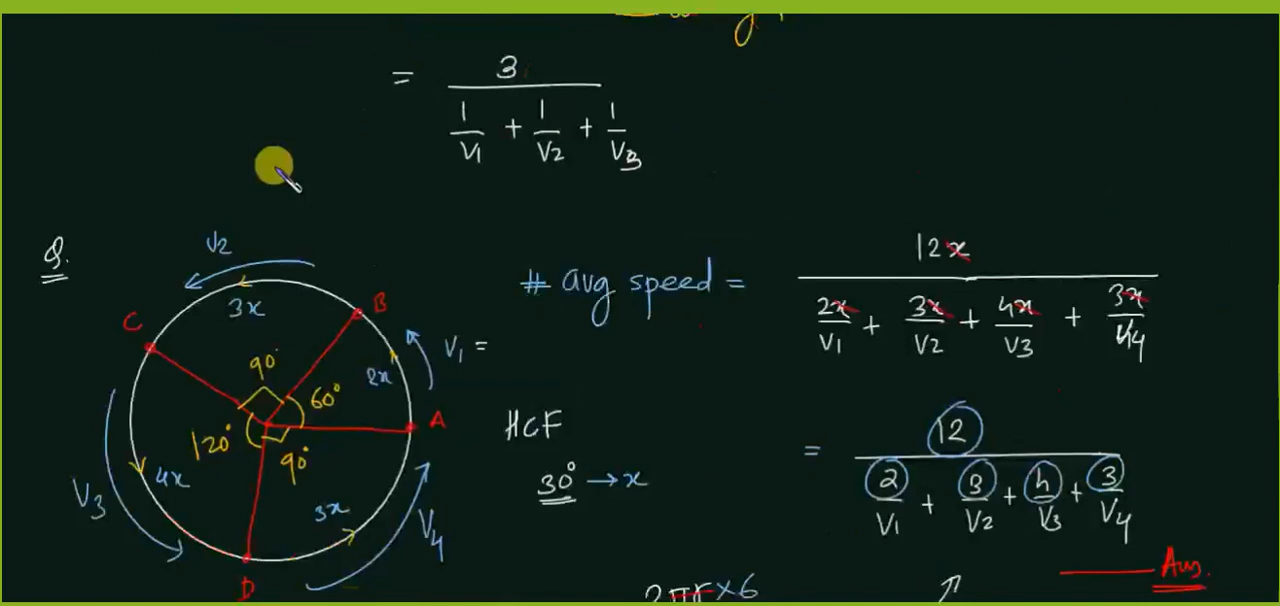 = 3 / (1/V1 + 1/V2 + 1/V3)
Q.
V2
3x
C
B
90°
60°
2x
V1 =
A
120°
90°
4x
3x
V3
V4
D
# avg speed = 12x / (2x/V1 + 3x/V2 + 4x/V3 + 3x/V4)
HCF
30° → x
= 12 / (2/V1 + 3/V2 + 4/V3 + 3/V4)
Ans.
2πr × 6